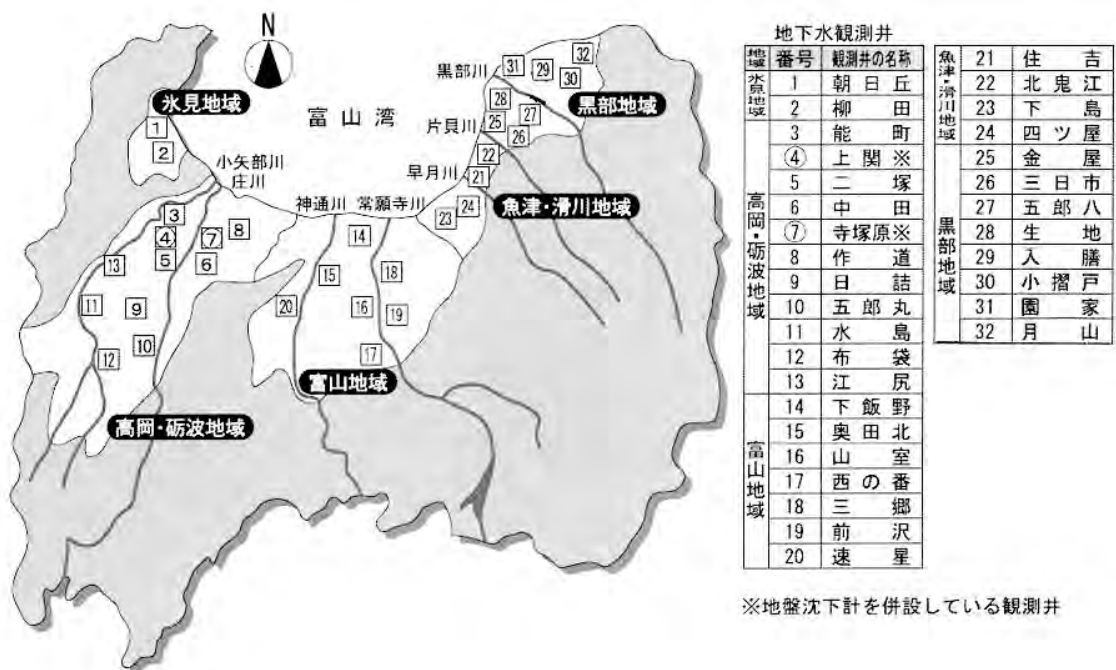 N
氷見地域
1
2
富山湾
小矢部川
庄川
神通川
常願寺川
早月川
片貝川
黒部川
黒部地域
魚津・滑川地域
富山地域
高岡・砺波地域
3
④
5
6
⑦
8
9
10
11
12
13
14
15
16
17
18
19
20
21
22
23
24
25
26
27
28
29
30
31
32
地下水観測井
地域 番号 観測井の名称
氷見地域
1 朝日丘
2 柳田
高岡・砺波地域
3 能町
④ 上関※
5 二塚
6 中田
⑦ 寺塚原※
8 作道
9 日詰
10 五郎丸
11 水島
12 布袋
13 江尻
富山地域
14 下飯野
15 奥田北
16 山室
17 西の番
18 三郷
19 前沢
20 速星
魚津・滑川地域
21 住吉
22 北鬼江
23 下島
24 四ツ屋
黒部地域
25 金屋
26 三日市
27 五郎八
28 生地
29 入膳
30 小摺戸
31 園家
32 月山
※地盤沈下計を併設している観測井